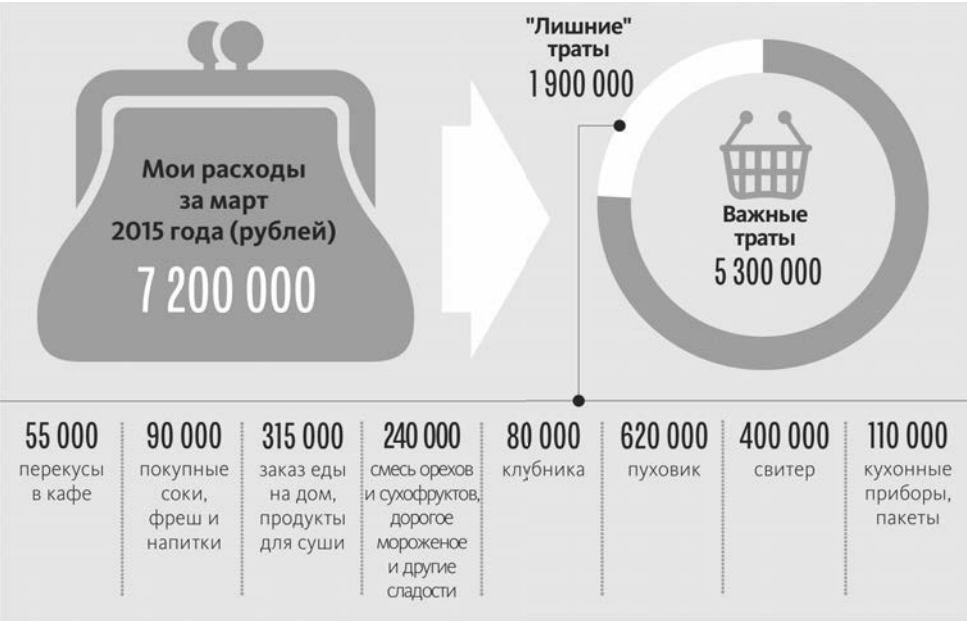 Мои расходы
за март
2015 года (рублей)
7 200 000
"Лишние"
траты
1 900 000
Важные
траты
5 300 000
55 000
перекусы
в кафе
90 000
покупные
соки,
фреш и
напитки
315 000
заказ еды
на дом,
продукты
для суши
240 000
смесь орехов
и сухофруктов,
дорогое
мороженое
и другие
сладости
80 000
клубника
620 000
пуховик
400 000
свитер
110 000
кухонные
приборы,
пакеты